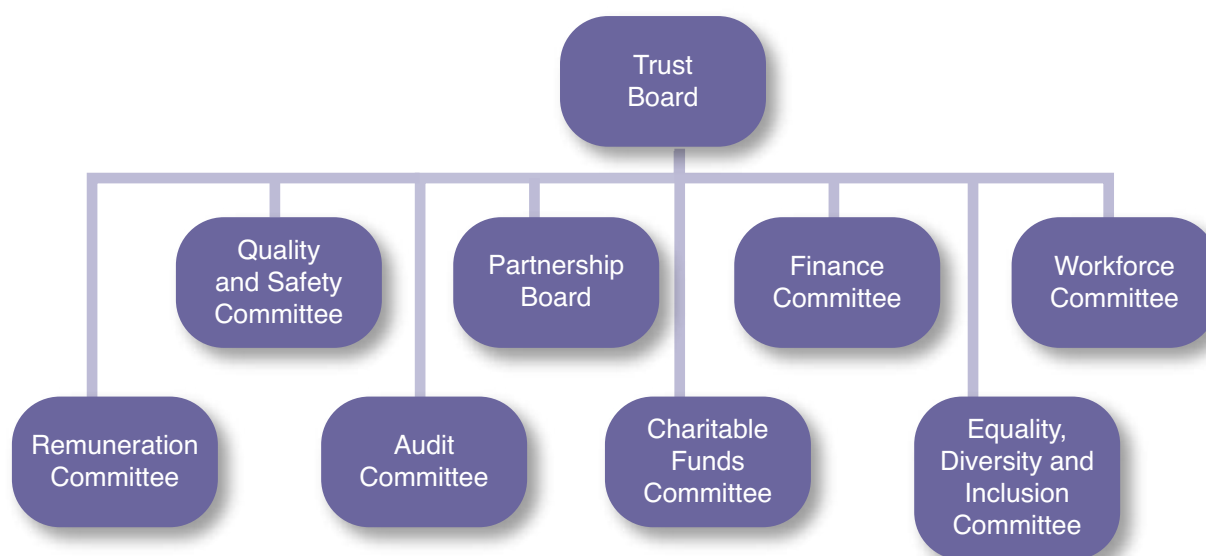 Trust
Board
Quality
and Safety
Committee
Partnership
Board
Finance
Committee
Workforce
Committee
Remuneration
Committee
Audit
Committee
Charitable
Funds
Committee
Equality,
Diversity and
Inclusion
Committee